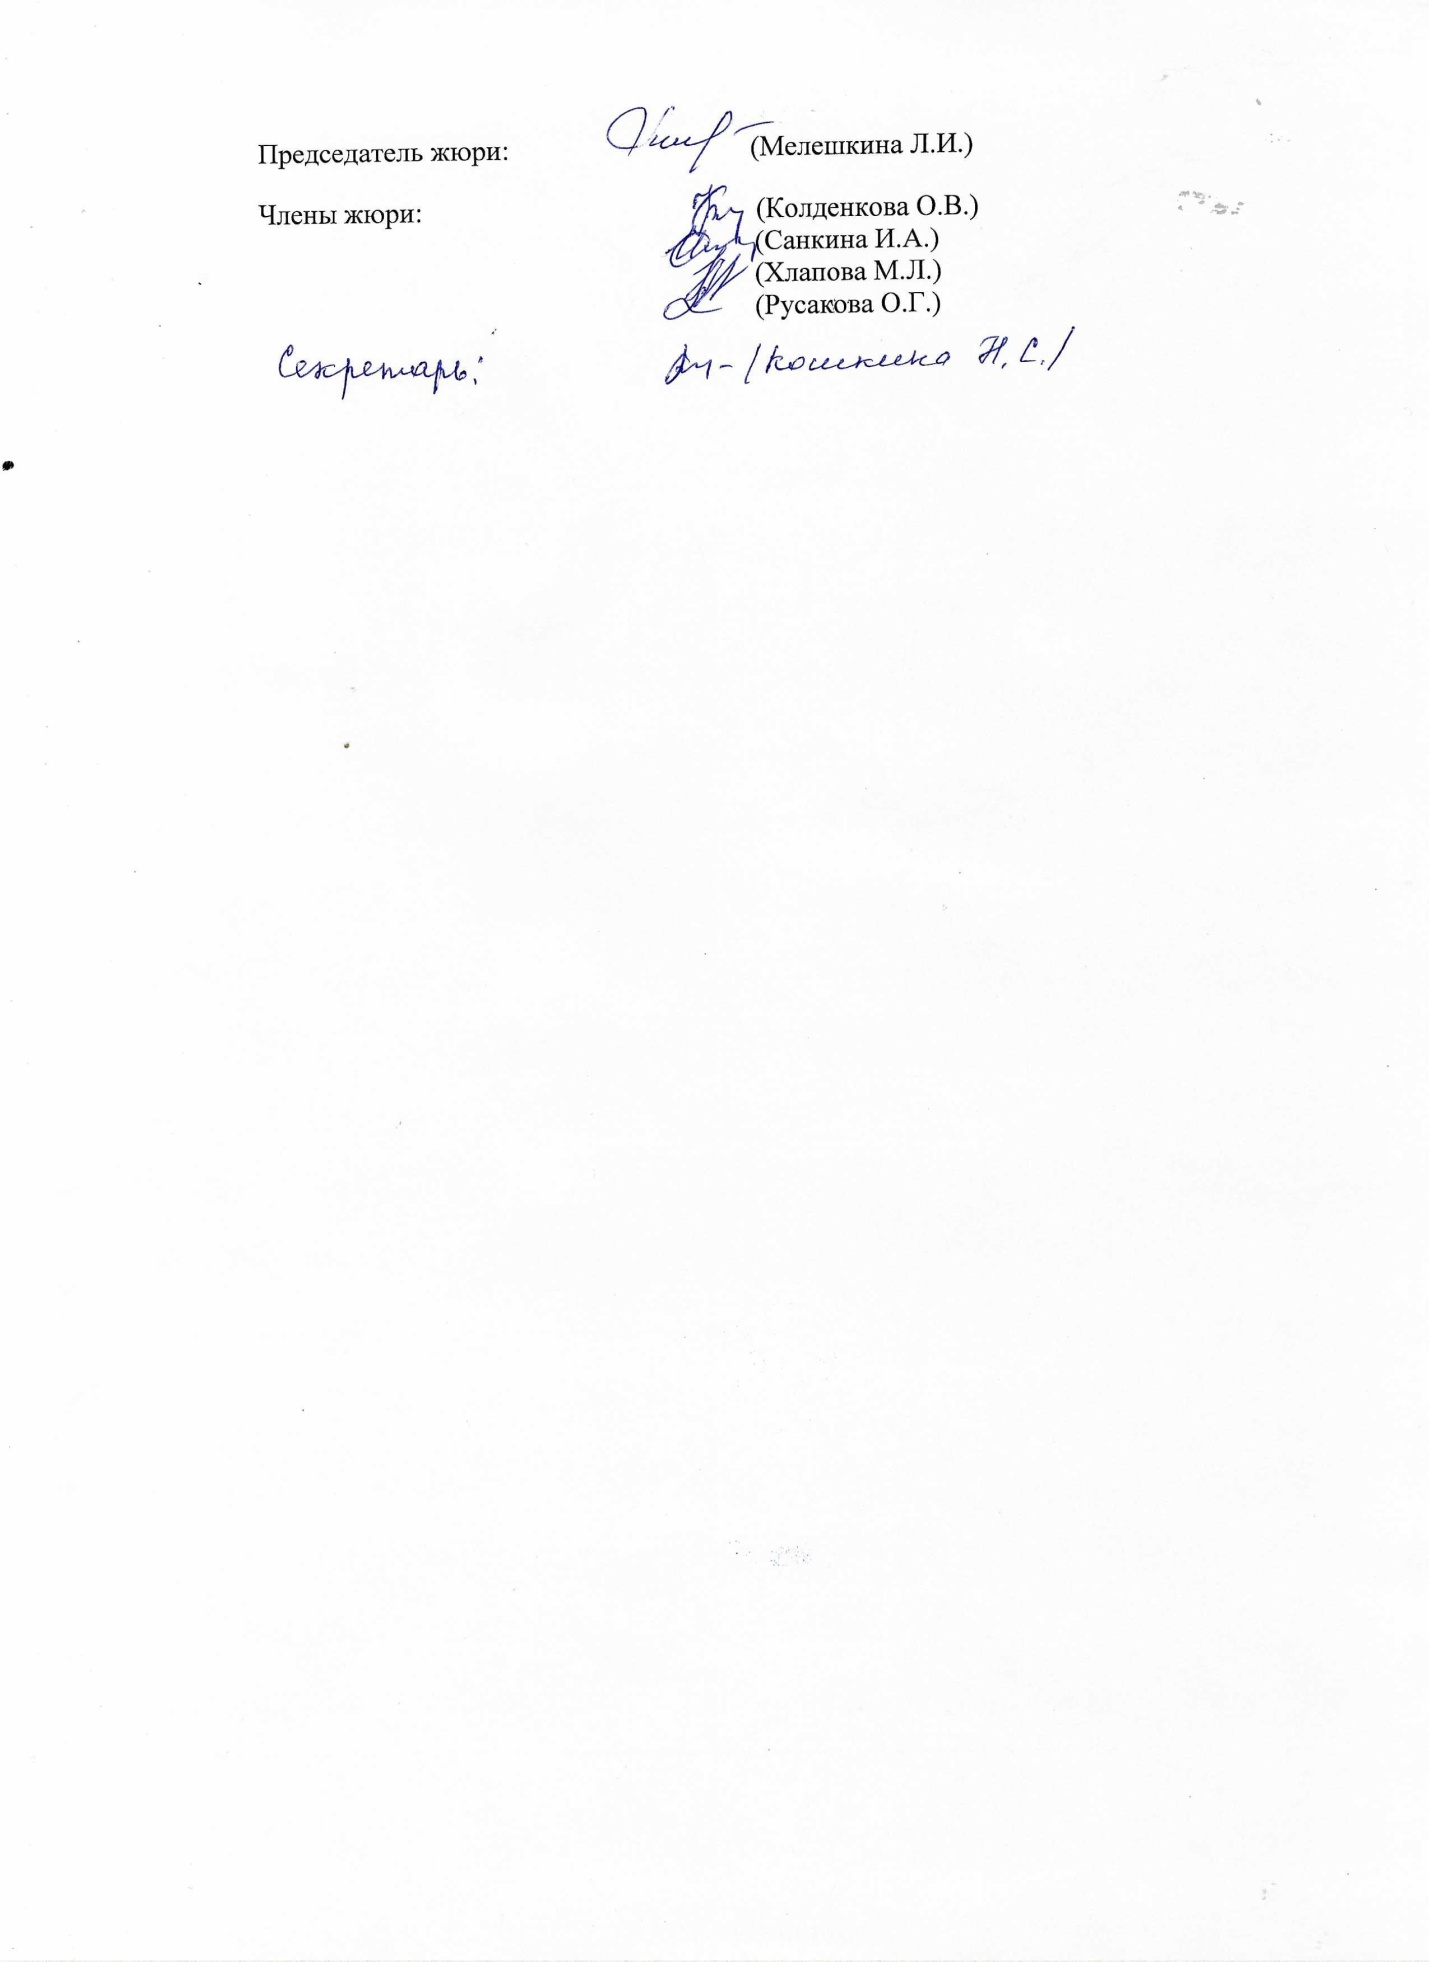 Председатель жюри: (Мелешкина Л.И.)
Члены жюри: (Колденкова О.В.)
(Санкина И.А.)
(Хлапова М.Л.)
(Русакова О.Г.)
Секретарь: /Кошкина Н.С./